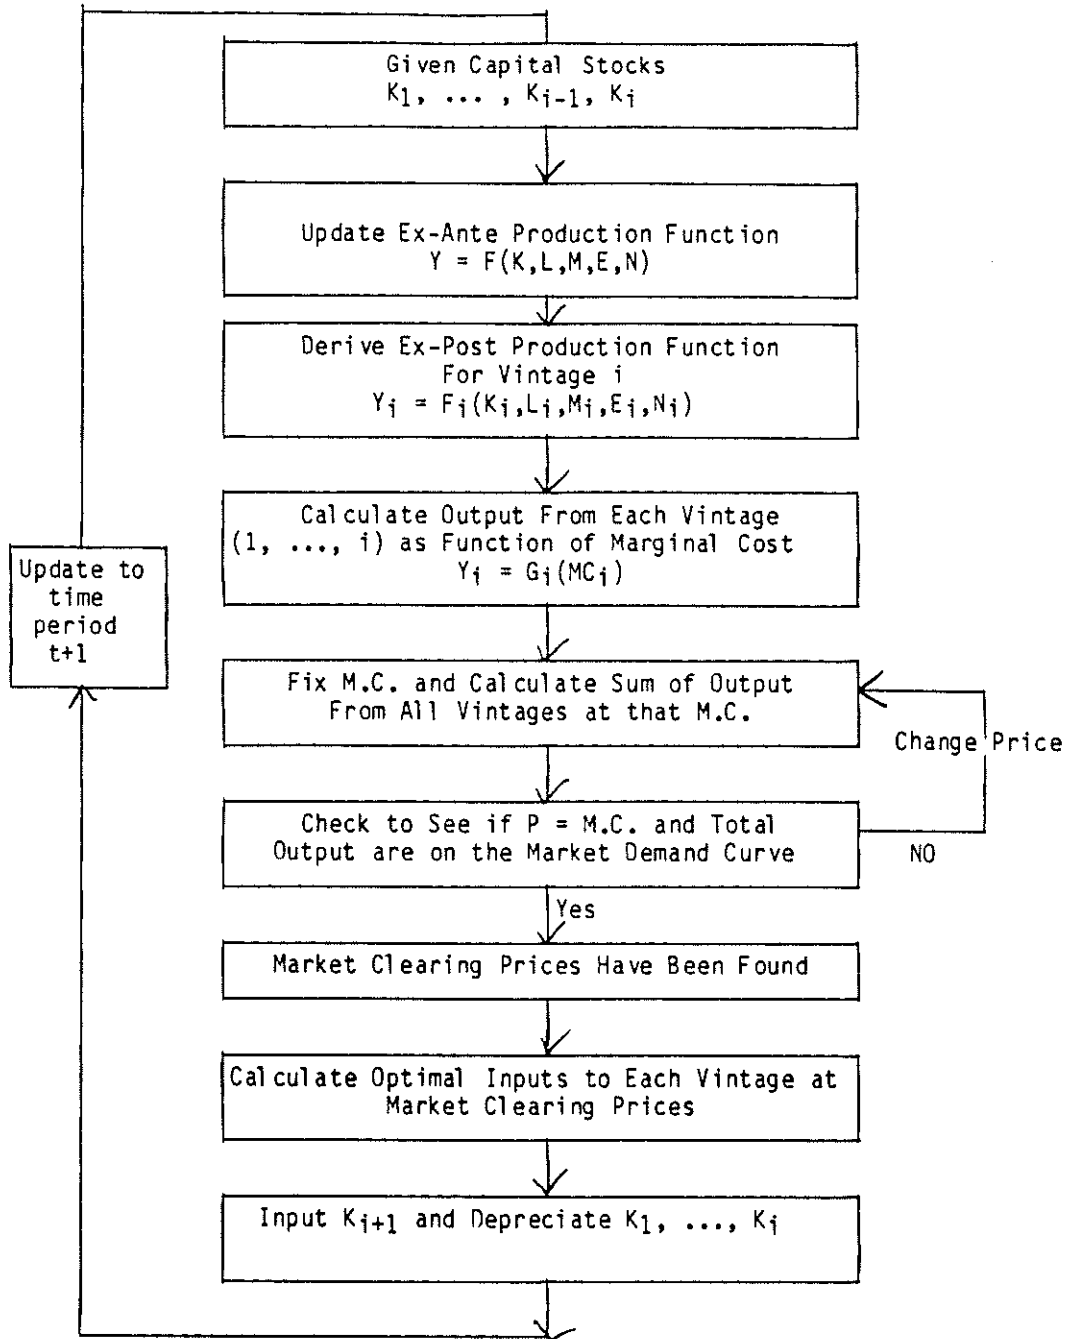 Given Capital Stocks
K1, ... , Ki-1, Ki
Update Ex-Ante Production Function
Y = F(K,L,M,E,N)
Derive Ex-Post Production Function
For Vintage i
Yi = Fi(Ki,Li,Mi,Ei,Ni)
Calculate Output From Each Vintage
(1, ..., i) as Function of Marginal Cost
Yi = Gi(MCi)
Update to
time
period
t+1
Fix M.C. and Calculate Sum of Output
From All Vintages at that M.C.
Change Price
Check to See if P = M.C. and Total
Output are on the Market Demand Curve
NO
Yes
Market Clearing Prices Have Been Found
Calculate Optimal Inputs to Each Vintage at
Market Clearing Prices
Input Ki+1 and Depreciate K1, ..., Ki